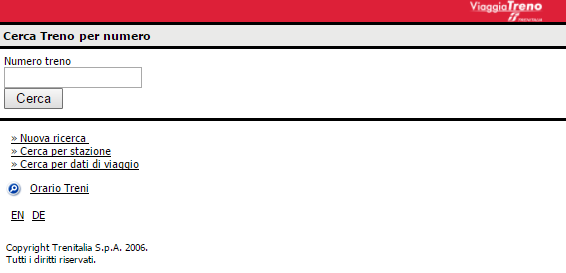 ViaggiaTreno
TRENITALIA
Cerca Treno per numero
Numero treno
Cerca
» Nuova ricerca
» Cerca per stazione
» Cerca per dati di viaggio
Orario Treni
EN DE
Copyright Trenitalia S.p.A. 2006.
Tutti i diritti riservati.